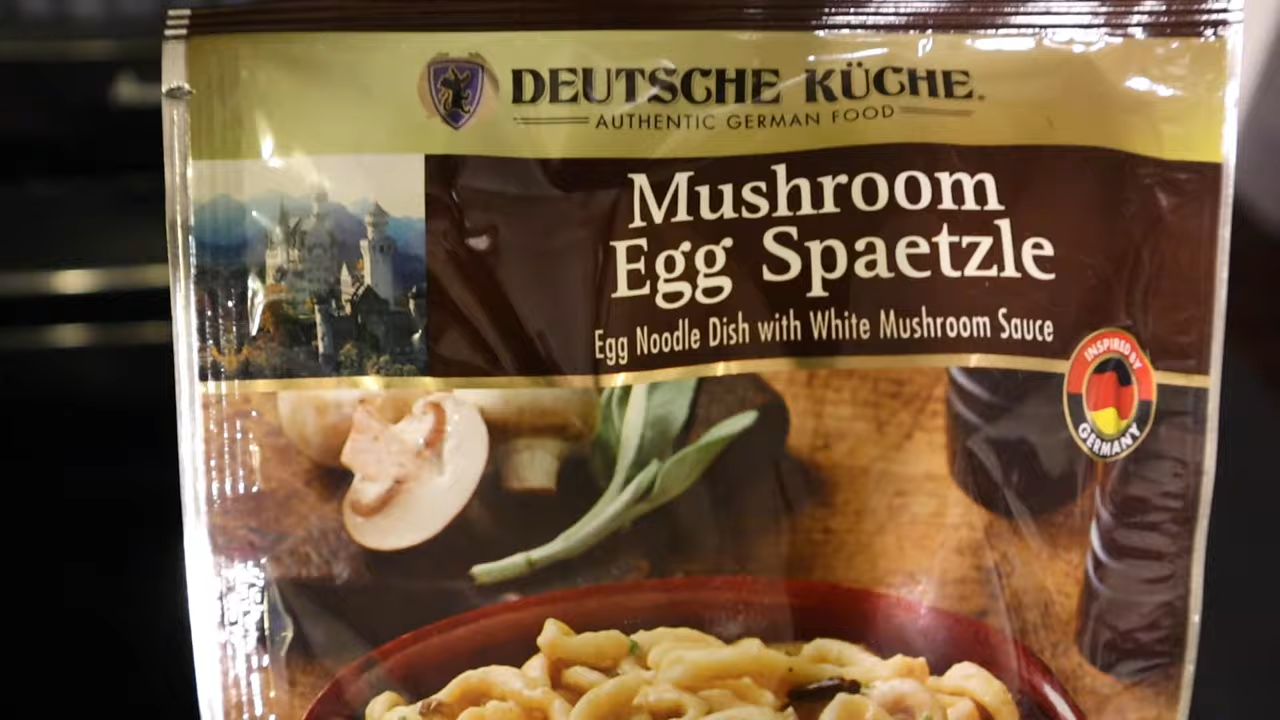 DEUTSCHE KÜCHE.
AUTHENTIC GERMAN FOOD
Mushroom
Egg Spaetzle
Egg Noodle Dish with White Mushroom Sauce
INSPIRED BY
GERMANY